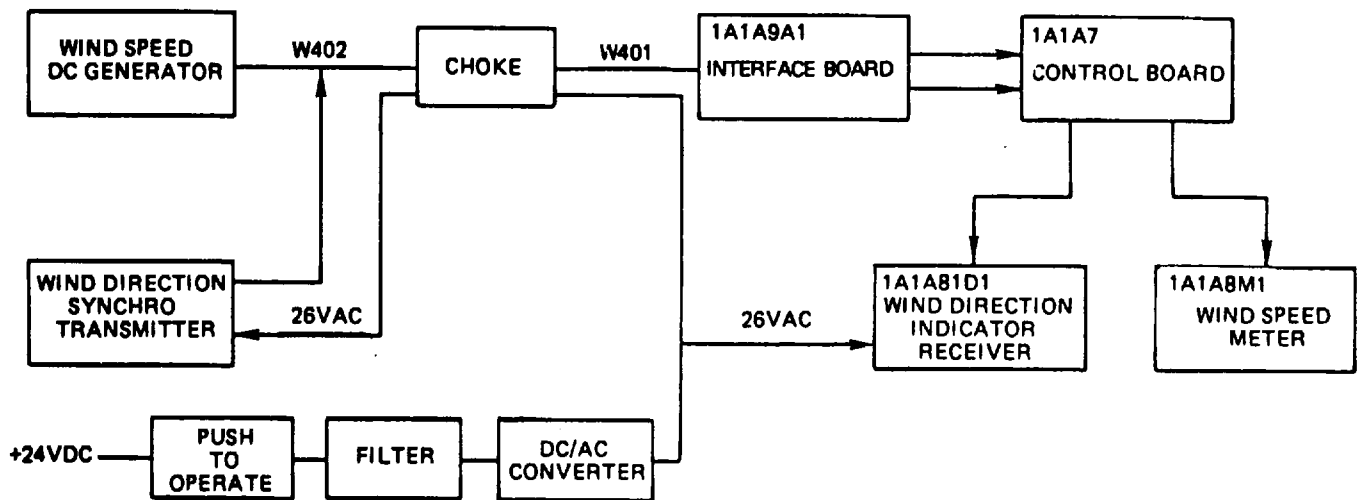 WIND SPEED
DC GENERATOR
W402
CHOKE
W401
1A1A9A1
INTERFACE BOARD
1A1A7
CONTROL BOARD
WIND DIRECTION
SYNCHRO
TRANSMITTER
26VAC
26VAC
1A1A81D1
WIND DIRECTION
INDICATOR
RECEIVER
1A1A8M1
WIND SPEED
METER
+24VDC
PUSH
TO
OPERATE
FILTER
DC/AC
CONVERTER